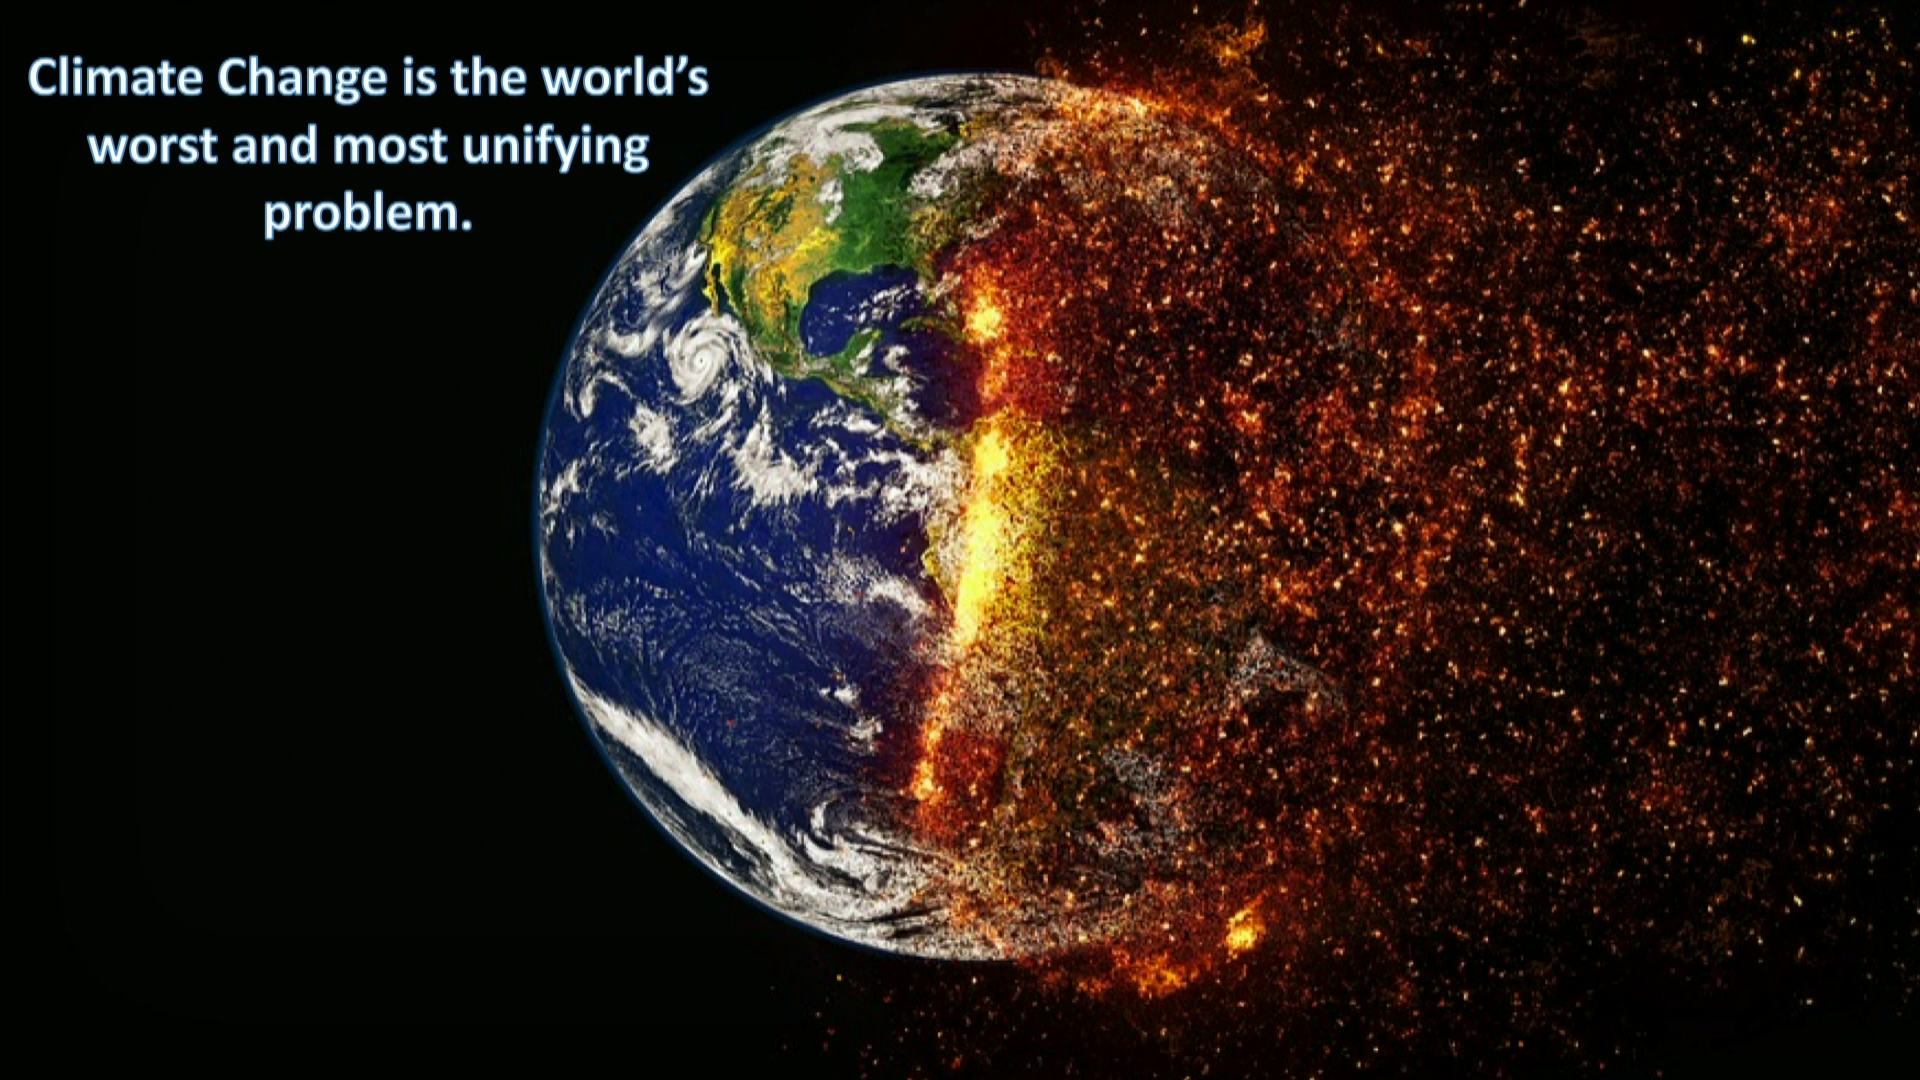 Climate Change is the world’s
worst and most unifying
problem.